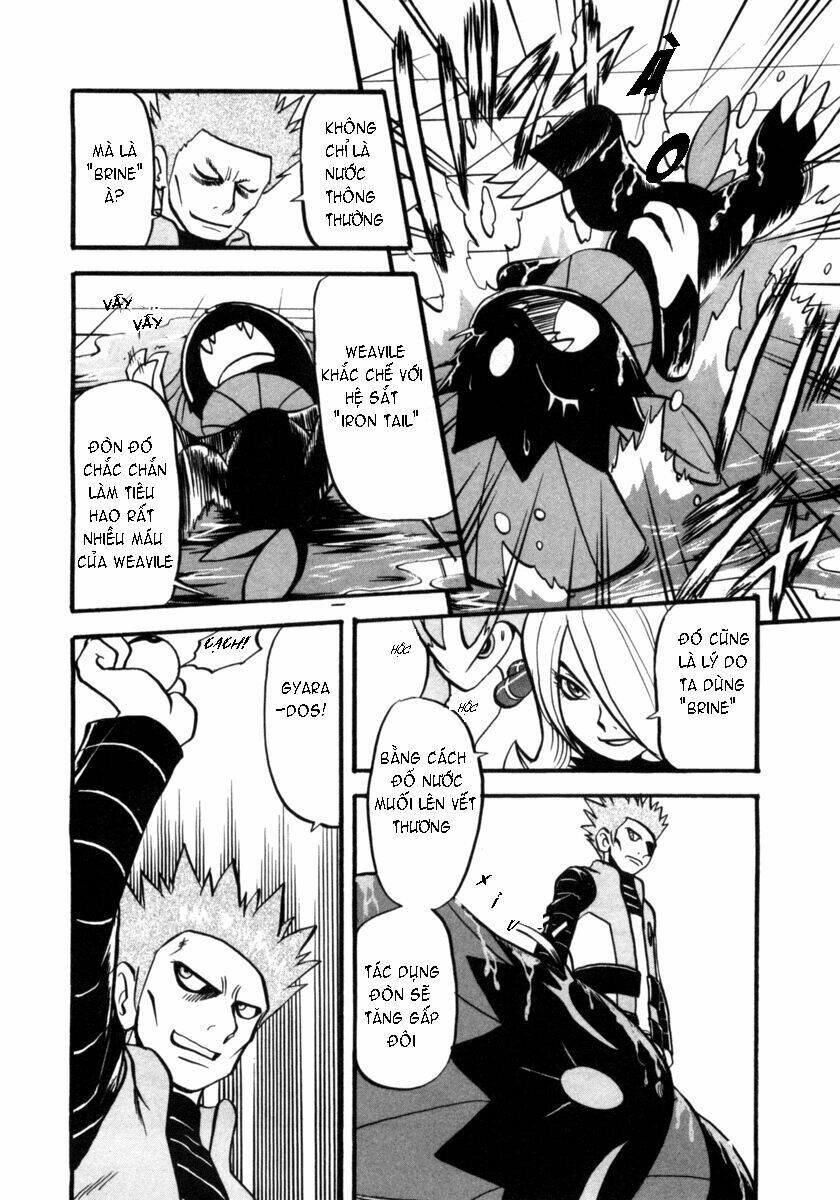 À
O
KHÔNG
CHỈ LÀ
NƯỚC
THÔNG
THƯỜNG
MÀ LÀ
"BRINE"
À?
WEAVILE
KHẮC CHẾ VỚI
HỆ SẮT
"IRON TAIL"
VẪY
VẪY
ĐÒN ĐÓ
CHẮC CHẮN
LÀM TIÊU
HAO RẤT
NHIỀU MÁU
CỦA WEAVILE
ĐÓ CŨNG
LÀ LÝ DO
TA DÙNG
"BRINE"
HỘC
HỘC
BẰNG CÁCH
ĐỔ NƯỚC
MUỐI LÊN VẾT
THƯƠNG
XÌU
TÁC DỤNG
ĐÒN SẼ
TĂNG GẤP
ĐÔI
GYARA
-DOS!
CẠCH!